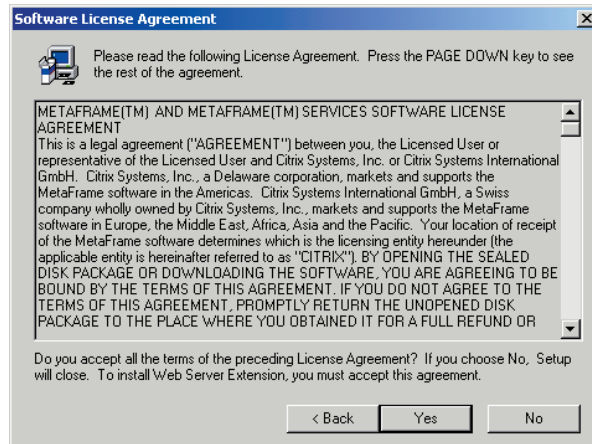 Software License Agreement
Please read the following License Agreement. Press the PAGE DOWN key to see
the rest of the agreement.
METAFRAME(TM) AND METAFRAME(TM) SERVICES SOFTWARE LICENSE
AGREEMENT
This is a legal agreement ("AGREEMENT") between you, the Licensed User or
representative of the Licensed User and Citrix Systems, Inc. or Citrix Systems International
GmbH. Citrix Systems, Inc., a Delaware corporation, markets and supports the
MetaFrame software in the Americas. Citrix Systems International GmbH, a Swiss
company wholly owned by Citrix Systems, Inc., markets and supports the MetaFrame
software in Europe, the Middle East, Africa, Asia and the Pacific. Your location of receipt
of the MetaFrame software determines which is the licensing entity hereunder (the
applicable entity is hereinafter referred to as "CITRIX"). BY OPENING THE SEALED
DISK PACKAGE OR DOWNLOADING THE SOFTWARE, YOU ARE AGREEING TO BE
BOUND BY THE TERMS OF THIS AGREEMENT. IF YOU DO NOT AGREE TO THE
TERMS OF THIS AGREEMENT, PROMPTLY RETURN THE UNOPENED DISK
PACKAGE TO THE PLACE WHERE YOU OBTAINED IT FOR A FULL REFUND OR
Do you accept all the terms of the preceding License Agreement? If you choose No, Setup
will close. To install Web Server Extension, you must accept this agreement.
< Back Yes No